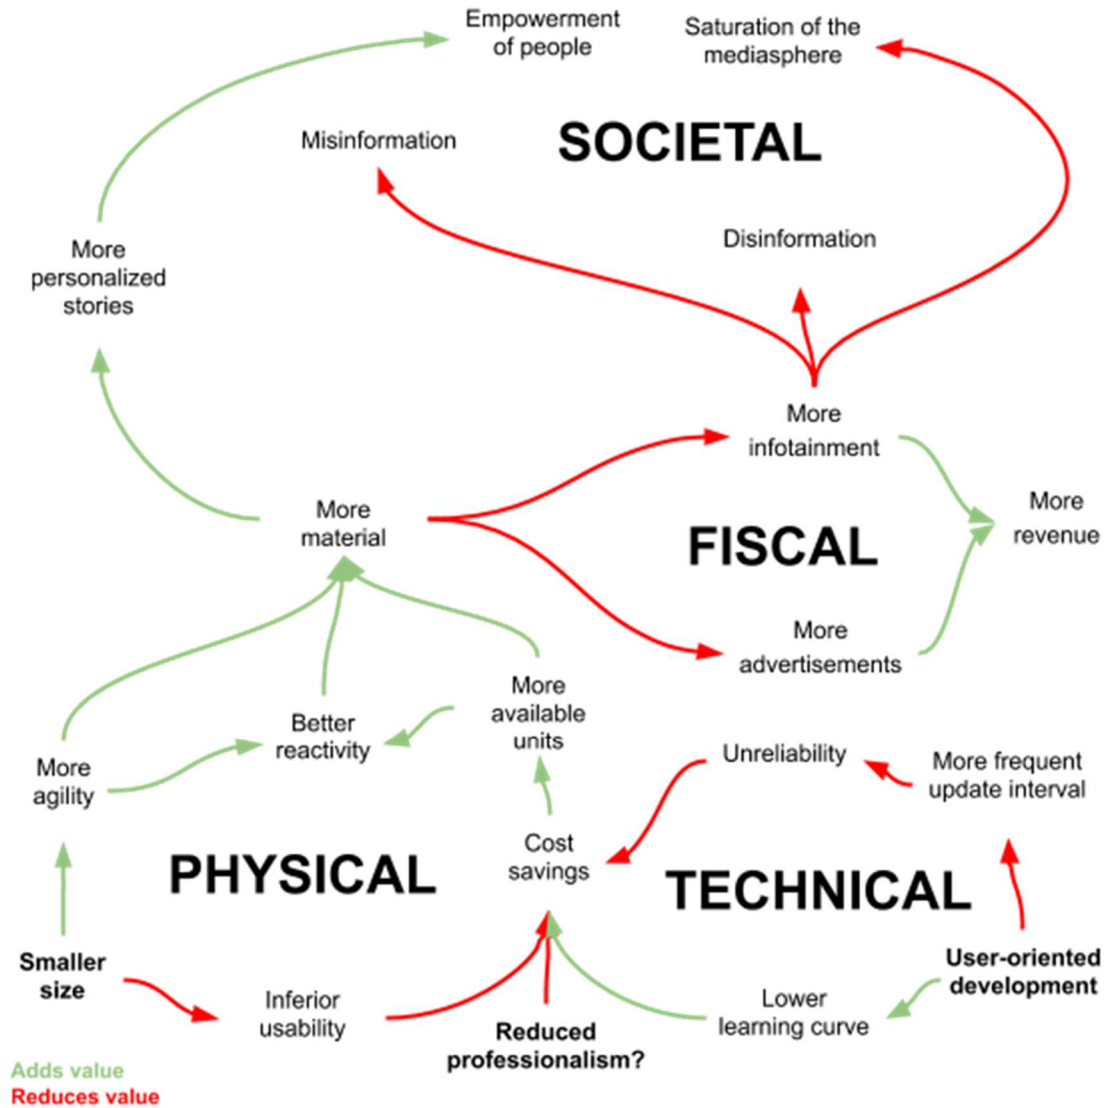 Empowerment
of people
Saturation of the
mediasphere
Misinformation
SOCIETAL
Disinformation
More
personalized
stories
More
infotainment
More
material
FISCAL
More
revenue
More
advertisements
More
available
units
Better
reactivity
More
agility
Unreliability
More frequent
update interval
Cost
savings
PHYSICAL
TECHNICAL
Smaller
size
User-oriented
development
Inferior
usability
Reduced
professionalism?
Lower
learning curve
Adds value
Reduces value